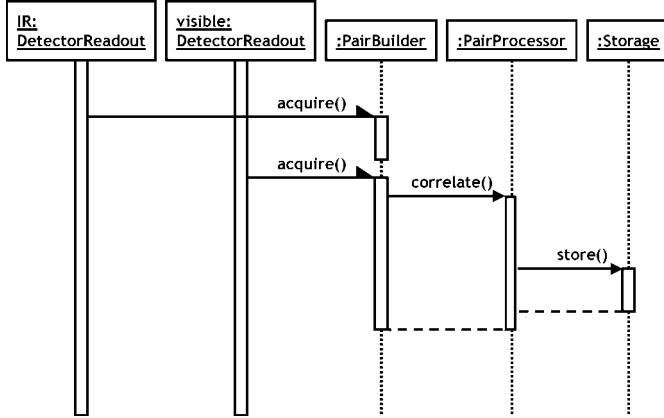 IR:
DetectorReadout
visible:
DetectorReadout
:PairBuilder
:PairProcessor
:Storage
acquire()
acquire()
correlate()
store()